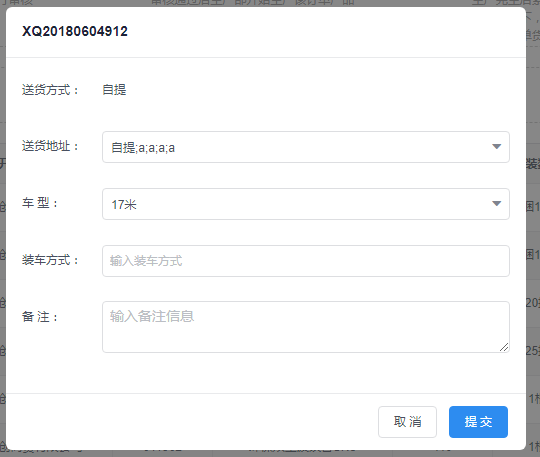 XQ20180604912
送货方式：
自提
送货地址：
自提;a;a;a;a
车 型：
17米
装车方式：
输入装车方式
备 注：
输入备注信息
取 消
提 交